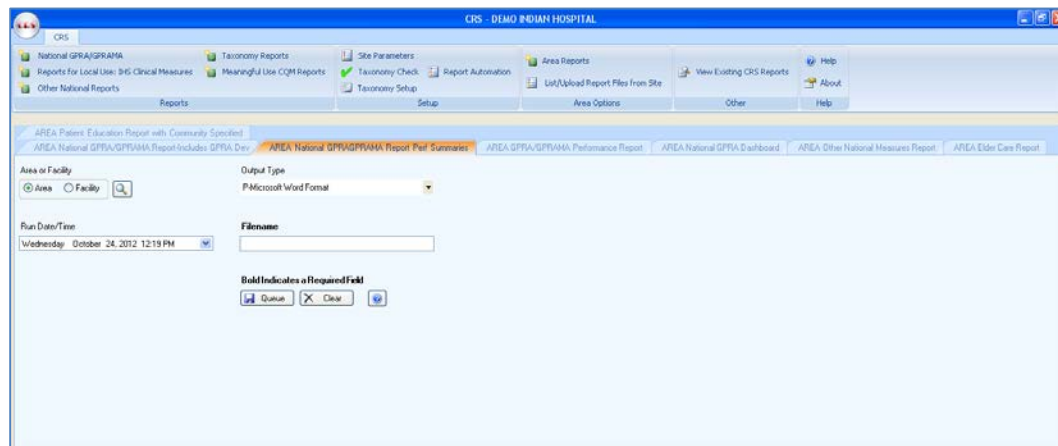 CRS - DEMO INDIAN HOSPITAL
CRS
National GPRA/GPRAMA
Reports for Local Use: IHS Clinical Measures
Other National Reports
Taxonomy Reports
Meaningful Use CQM Reports
Reports
Site Parameters
Taxonomy Check
Report Automation
Taxonomy Setup
Setup
Area Reports
List/Upload Report Files from Site
Area Options
View Existing CRS Reports
Other
Help
About
Help
AREA Patient Education Report with Community Specified
AREA National GPRA/GPRAMA Report-Includes GPRA Dev
AREA National GPRAGPRAMA Report Perf Summaries
AREA GPRA/GPRAMA Performance Report
AREA National GPRA Dashboard
AREA Other National Measures Report
AREA Elder Care Report
Area or Facility
Area Facility
Output Type
P-Microsoft Word Format
Run Date/Time
Wednesday October 24, 2012 12:19 PM
Filename
Bold Indicates a Required Field
Queue Clear